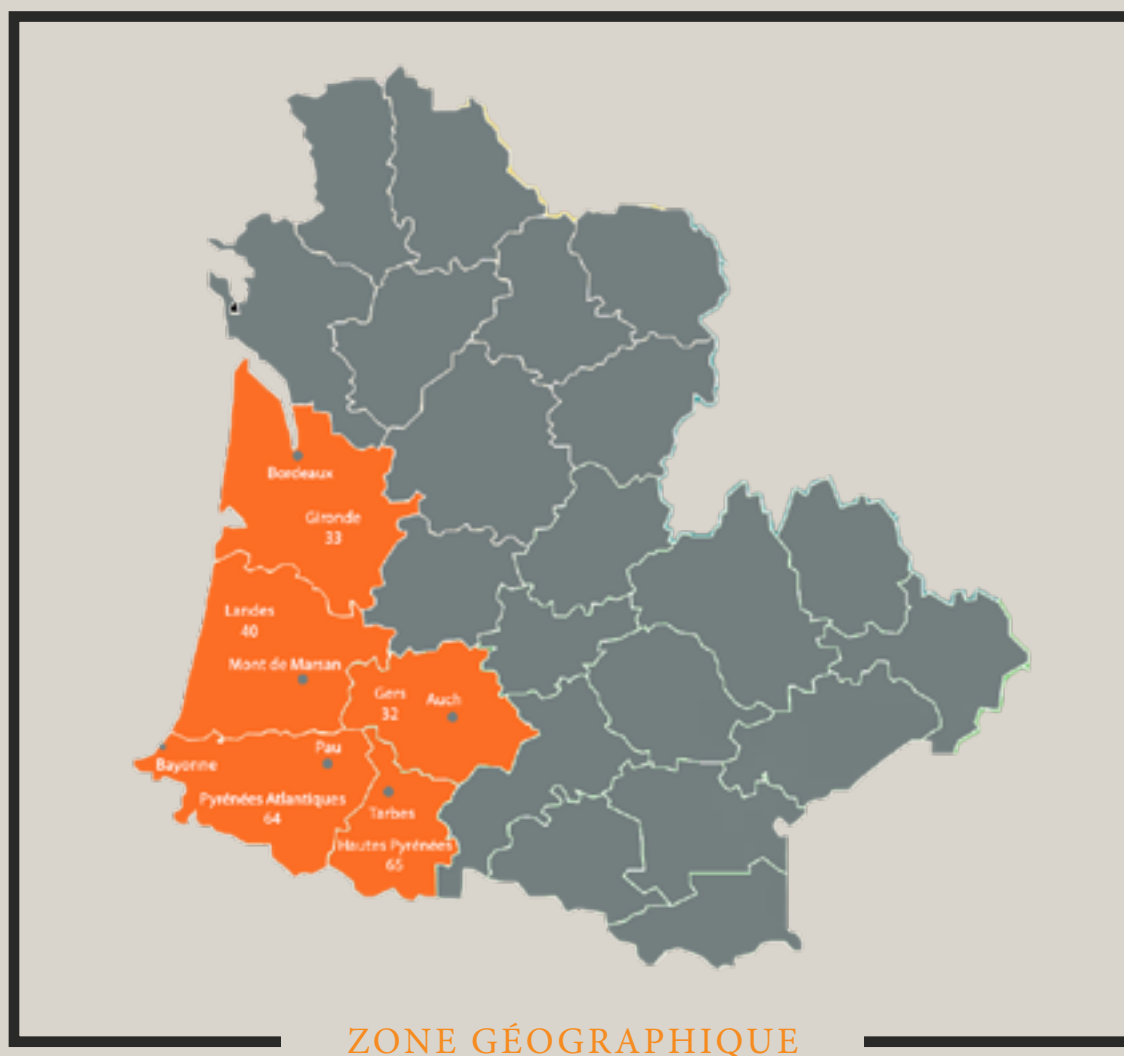 Bordeaux
Gironde
33
Landes
40
Mont de Marsan
Gers
32
Auch
Pau
Bayonne
Pyrénées Atlantiques
64
Tarbes
Hautes Pyrénées
65
ZONE GÉOGRAPHIQUE